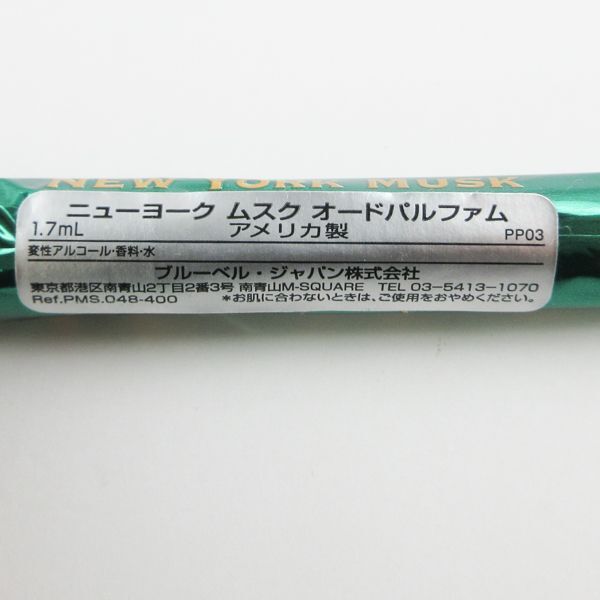 NEW YORK MUSK
ニューヨーク ムスク オードパルファム
1.7mL アメリカ製 PP03
変性アルコール・香料・水
ブルーベル・ジャパン株式会社
東京都港区南青山2丁目2番3号 南青山M-SQUARE TEL 03-5413-1070
Ref.PMS.048-400 *お肌に合わないときは、ご使用をおやめください。